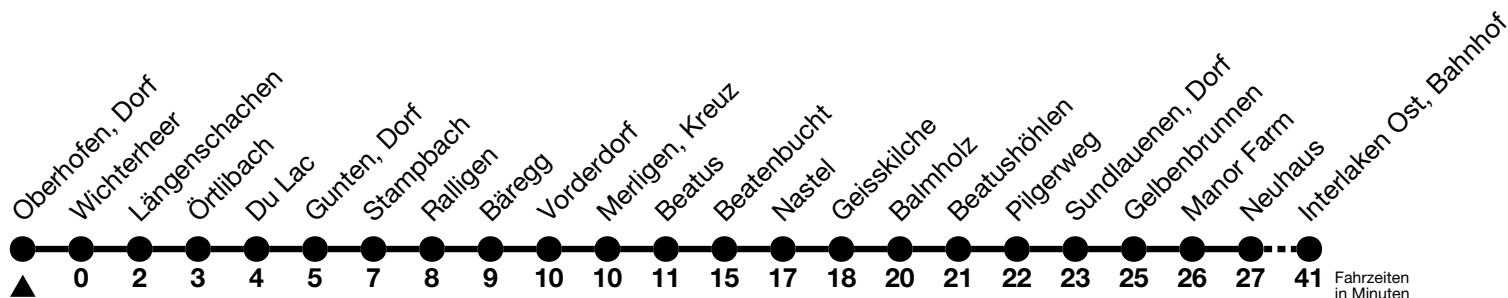 Oberhofen, Dorf
Wichterheer
Längenschachen
Örtlibach
Du Lac
Gunten, Dorf
Stampbach
Ralligen
Bäregg
Vorderdorf
Merligen, Kreuz
Beatus
Beatenbucht
Nastel
Geisskilche
Balmholz
Beatushöhlen
Pilgerweg
Sundlauenen, Dorf
Gelbenbrunnen
Manor Farm
Neuhaus
Interlaken Ost, Bahnhof
0 2 3 4 5 7 8 9 10 10 11 15 17 18 20 21 22 23 25 26 27 41
Fahrzeiten
in Minuten